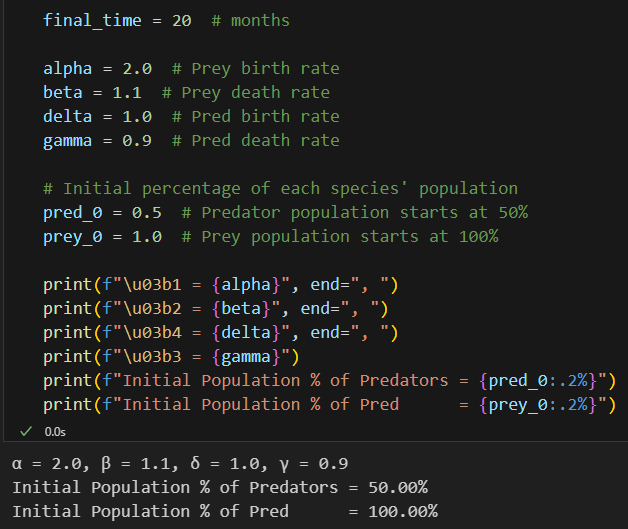 final_time = 20  # months
alpha = 2.0  # Prey birth rate
beta = 1.1  # Prey death rate
delta = 1.0  # Pred birth rate
gamma = 0.9  # Pred death rate
# Initial percentage of each species' population
pred_0 = 0.5  # Predator population starts at 50%
prey_0 = 1.0  # Prey population starts at 100%
print(f"\u03b1 = {alpha}", end=", ")
print(f"\u03b2 = {beta}", end=", ")
print(f"\u03b4 = {delta}", end=", ")
print(f"\u03b3 = {gamma}")
print(f"Initial Population % of Predators = {pred_0:.2%}")
print(f"Initial Population % of Pred      = {prey_0:.2%}")
0.0s
α = 2.0, β = 1.1, δ = 1.0, γ = 0.9
Initial Population % of Predators = 50.00%
Initial Population % of Pred      = 100.00%